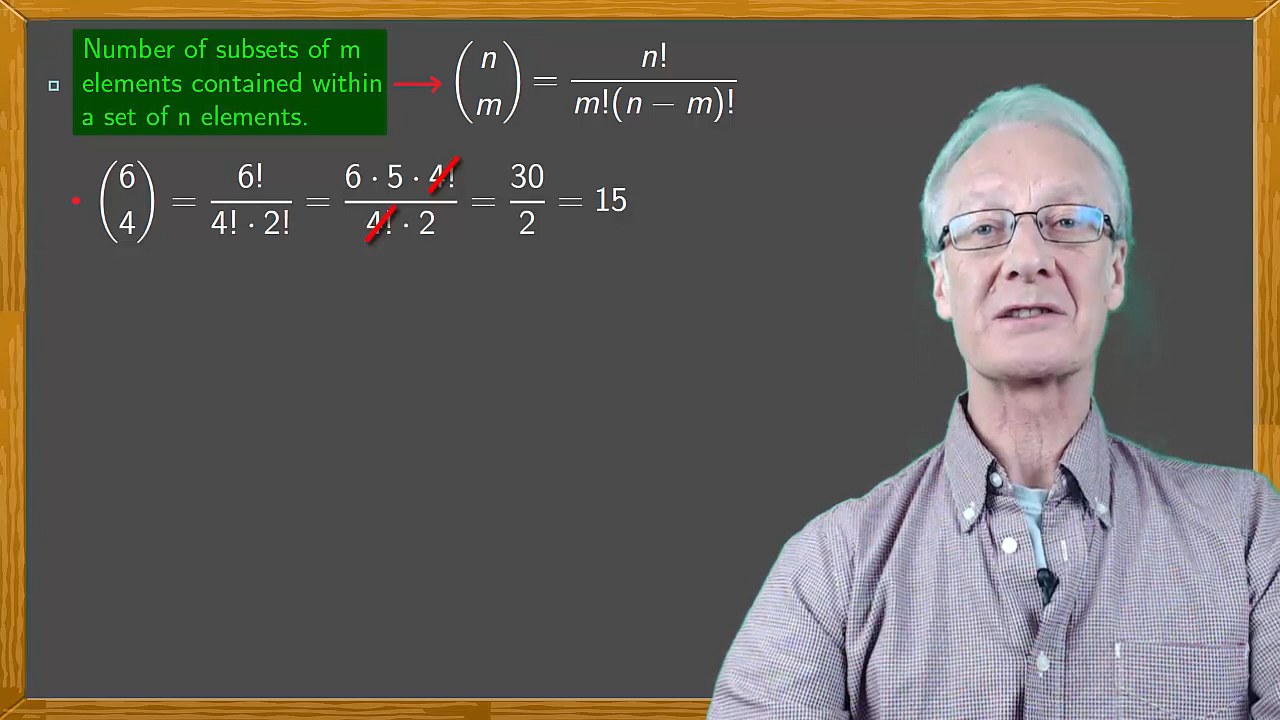 Number of subsets of m
elements contained within
a set of n elements.
→ (n m) = n! / m!(n − m)!
(6 4) = 6! / 4! · 2! = 6 · 5 · 4! / 4! · 2 = 30 / 2 = 15